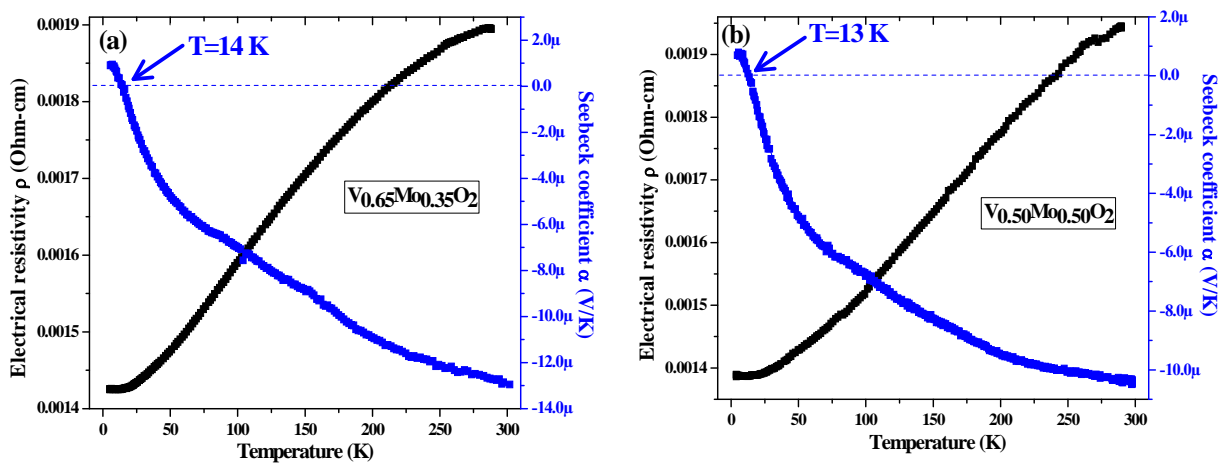 (a)
T=14 K
V0.65Mo0.35O2
Electrical resistivity ρ (Ohm-cm)
0.0019
0.0018
0.0017
0.0016
0.0015
0.0014
0
50
100
150
200
250
300
Temperature (K)
2.0μ
0.0
-2.0μ
-4.0μ
-6.0μ
-8.0μ
-10.0μ
-12.0μ
-14.0μ
Seebeck coefficient α (V/K)
(b)
T=13 K
V0.50Mo0.50O2
Electrical resistivity ρ (Ohm-cm)
0.0019
0.0018
0.0017
0.0016
0.0015
0.0014
0
50
100
150
200
250
300
Temperature (K)
2.0μ
0.0
-2.0μ
-4.0μ
-6.0μ
-8.0μ
-10.0μ
Seebeck coefficient α (V/K)